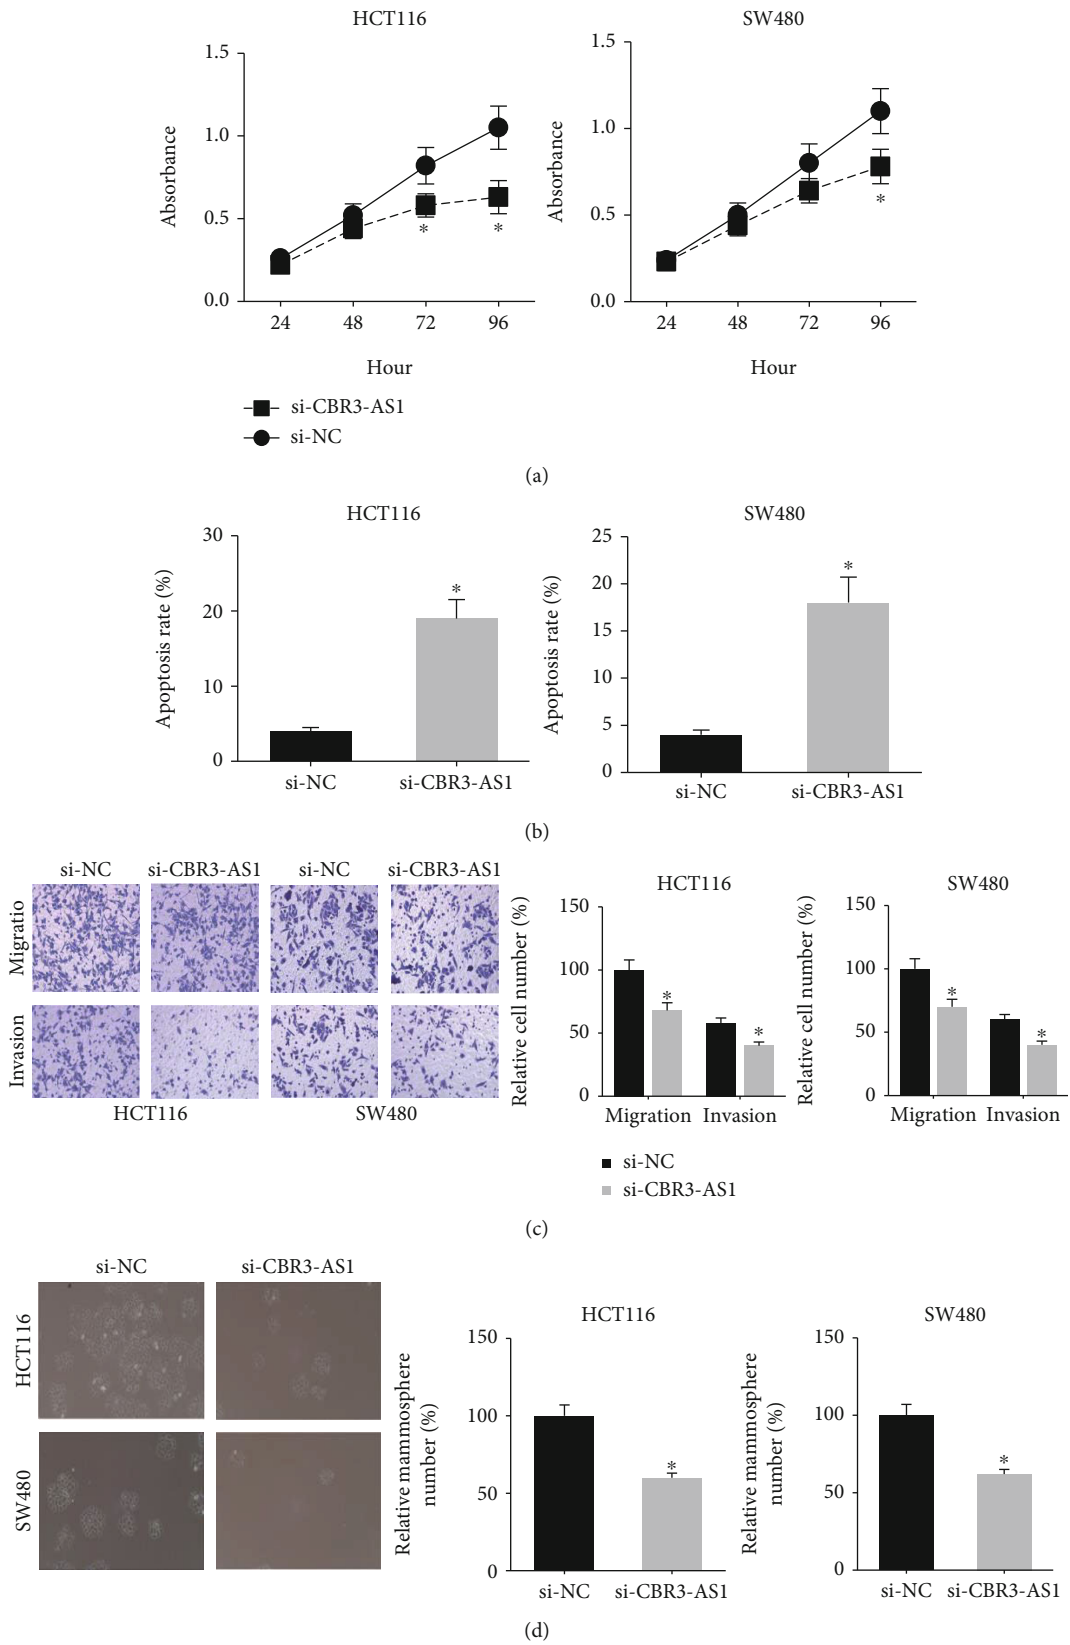 HCT116 SW480
1.5 1.5
Absorbance Absorbance
1.0 1.0
0.5 0.5
* * *
0.0 0.0
24 48 72 96 24 48 72 96
Hour Hour
si-CBR3-AS1
si-NC
(a)
HCT116 SW480
Apoptosis rate (%) Apoptosis rate (%)
30 25
20 20
15
10 10
5
0 0
* *
si-NC si-CBR3-AS1 si-NC si-CBR3-AS1
(b)
si-NC si-CBR3-AS1 si-NC si-CBR3-AS1
Migratio
Invasion
HCT116 SW480
HCT116 SW480
Relative cell number (%) Relative cell number (%)
150 150
100 100
50 50
0 0
* * * *
Migration Invasion Migration Invasion
si-NC
si-CBR3-AS1
(c)
si-NC si-CBR3-AS1
HCT116
SW480
HCT116 SW480
Relative mammosphere
number (%)
Relative mammosphere
number (%)
150 150
100 100
50 50
0 0
* *
si-NC si-CBR3-AS1 si-NC si-CBR3-AS1
(d)